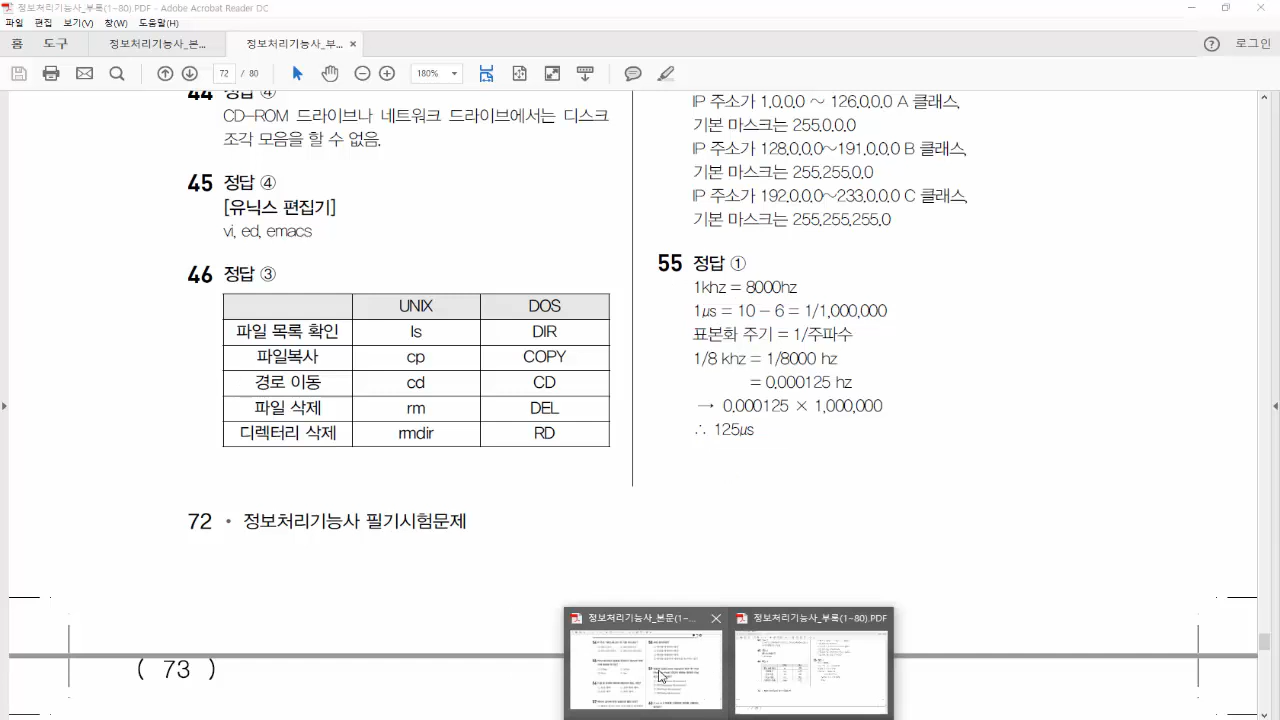 정보처리기능사_부록(1~80).PDF - Adobe Acrobat Reader DC
파일 편집 보기(V) 창(W) 도움말(H)
홈 도구 정보처리기능사_본... 정보처리기능사_부... ×
로그인
72 / 80 180%
44 정답 ④
CD-ROM 드라이브나 네트워크 드라이브에서는 디스크
조각 모음을 할 수 없음.
45 정답 ④
[유닉스 편집기]
vi, ed, emacs
46 정답 ③
UNIX DOS
파일 목록 확인 ls DIR
파일복사 cp COPY
경로 이동 cd CD
파일 삭제 rm DEL
디렉터리 삭제 rmdir RD
IP 주소가 1.0.0.0 ~ 126.0.0.0 A 클래스,
기본 마스크는 255.0.0.0
IP 주소가 128.0.0.0~191.0.0.0 B 클래스,
기본 마스크는 255.255.0.0
IP 주소가 192.0.0.0~233.0.0.0 C 클래스,
기본 마스크는 255.255.255.0
55 정답 ①
1khz = 8000hz
1μs = 10 - 6 = 1/1,000,000
표본화 주기 = 1/주파수
1/8 khz = 1/8000 hz
= 0.000125 hz
→ 0.000125 × 1,000,000
∴ 125μs
72 • 정보처리기능사 필기시험문제
( 73 )
정보처리기능사_본문(1~...
정보처리기능사_부록(1~80).PDF